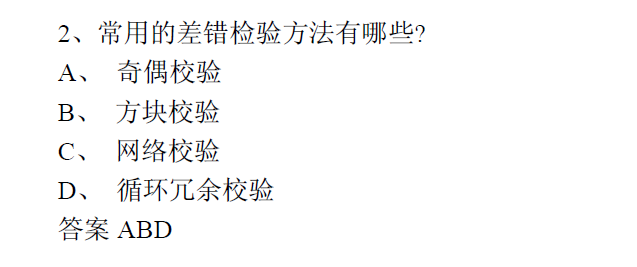 2、常用的差错检验方法有哪些?
A、 奇偶校验
B、 方块校验
C、 网络校验
D、 循环冗余校验
答案 ABD